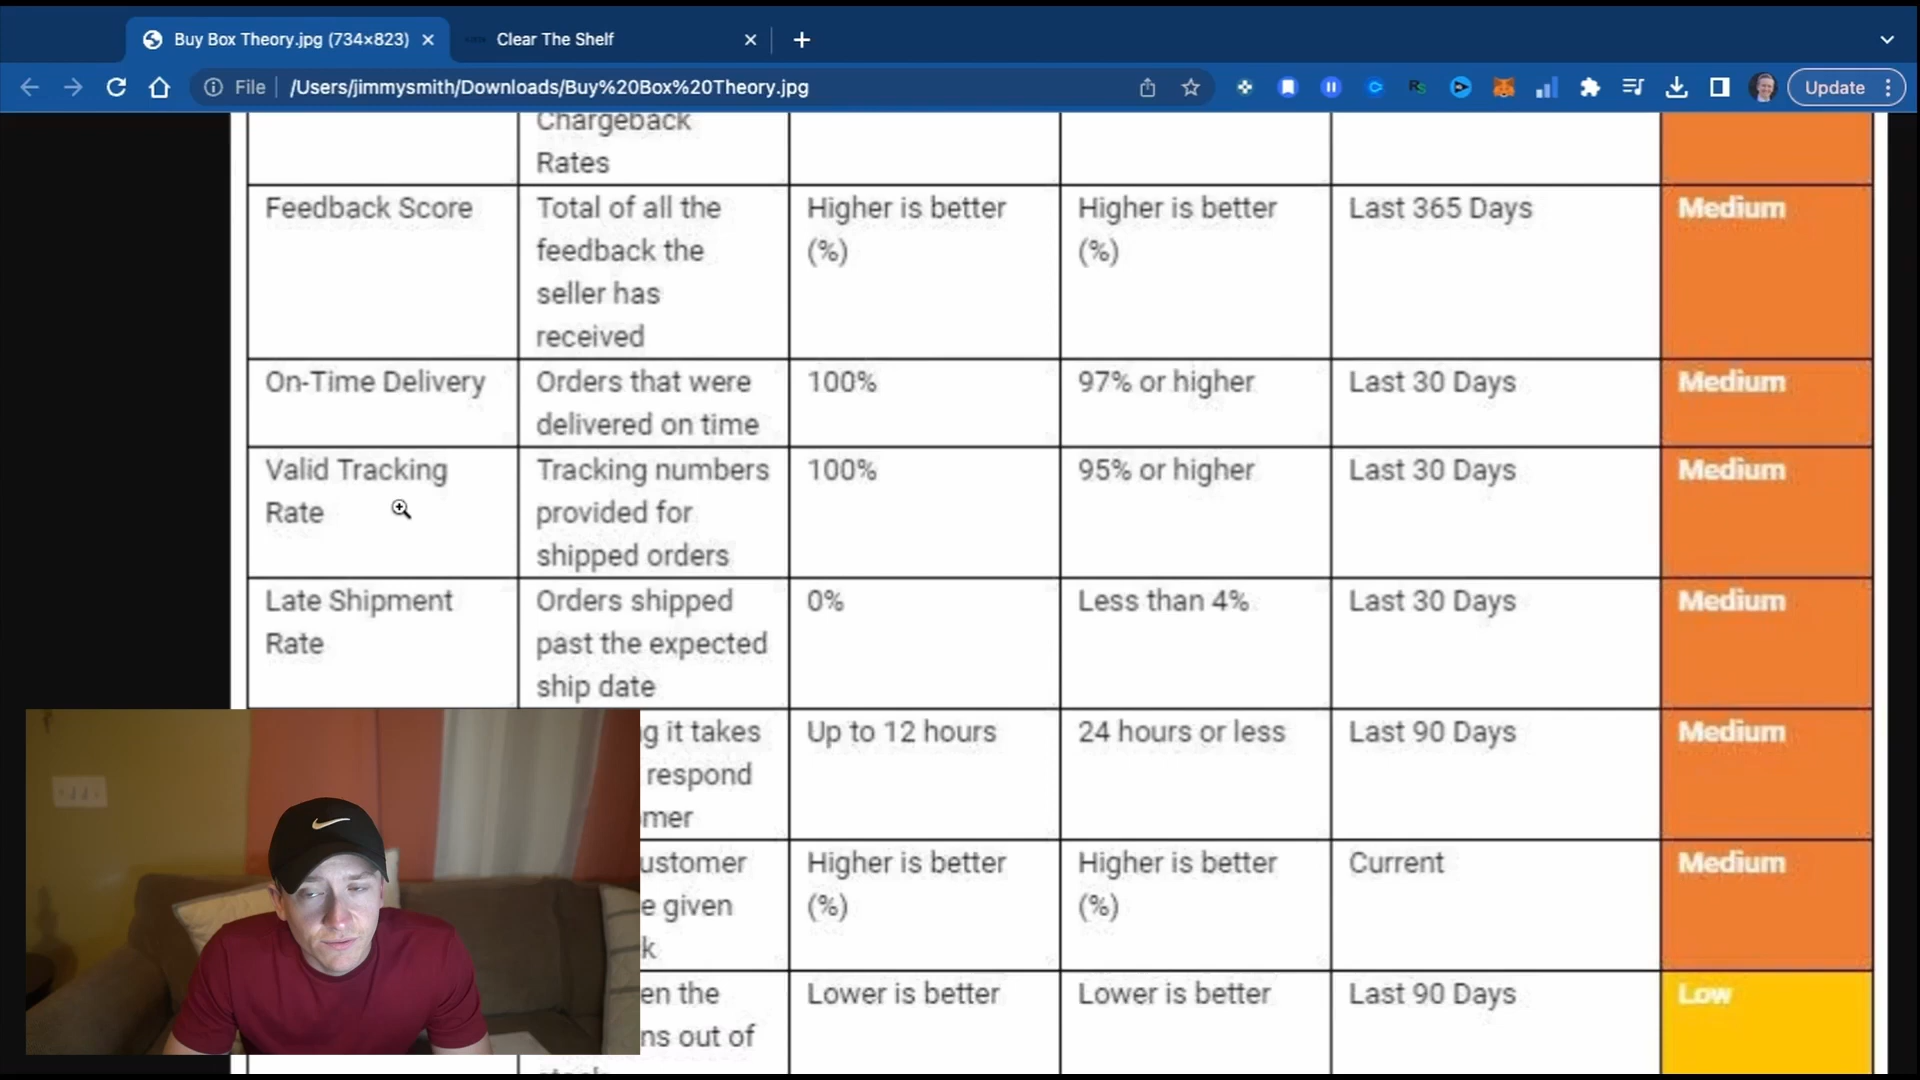 Buy Box Theory.jpg (734×823)
Clear The Shelf
File
/Users/jimmysmith/Downloads/Buy%20Box%20Theory.jpg
Update
Chargeback
Rates
Feedback Score
Total of all the
feedback the
seller has
received
Higher is better
(%)
Higher is better
(%)
Last 365 Days
Medium
On-Time Delivery
Orders that were
delivered on time
100%
97% or higher
Last 30 Days
Medium
Valid Tracking
Rate
Tracking numbers
provided for
shipped orders
100%
95% or higher
Last 30 Days
Medium
Late Shipment
Rate
Orders shipped
past the expected
ship date
0%
Less than 4%
Last 30 Days
Medium
g it takes
respond
mer
Up to 12 hours
24 hours or less
Last 90 Days
Medium
ustomer
e given
k
Higher is better
(%)
Higher is better
(%)
Current
Medium
en the
ns out of
Lower is better
Lower is better
Last 90 Days
Low